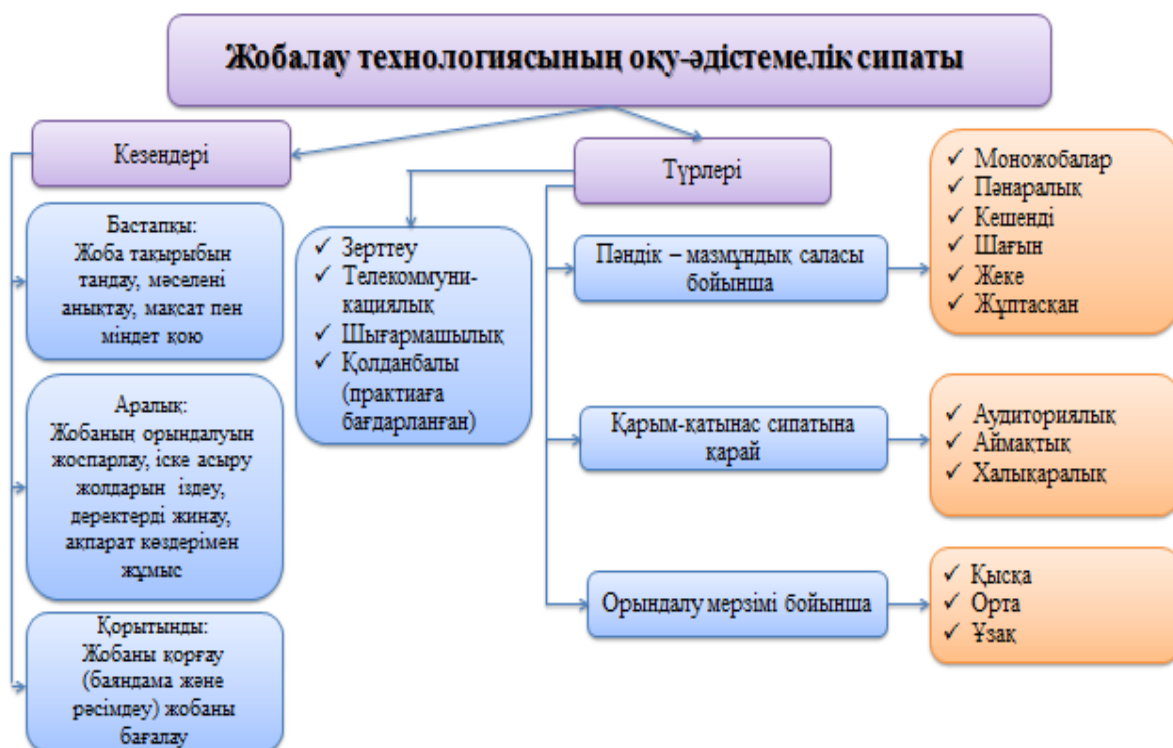 Жобалау технологиясының оқу-әдістемелік сипаты
Кезеңдері
Бастапқы:
Жоба тақырыбын
таңдау, мәселені
анықтау, мақсат пен
міндет қою
Аралық:
Жобаның орындалуын
жоспарлау, іске асыру
жолдарын іздеу,
деректерді жинау,
ақпарат көздерімен
жұмыс
Қорытынды:
Жобаны қорғау
(баяндама және
рәсімдеу) жобаны
бағалау
Түрлері
✓ Зерттеу
✓ Телекоммуни-
кациялық
✓ Шығармашылық
✓ Қолданбалы
(практиаға
бағдарланған)
Пәндік – мазмұндық саласы
бойынша
✓ Моножобалар
✓ Пәнаралық
✓ Кешенді
✓ Шағын
✓ Жеке
✓ Жұптасқан
Қарым-қатынас сипатына
қарай
✓ Аудиториялық
✓ Аймақтық
✓ Халықаралық
Орындалу мерзімі бойынша
✓ Қысқа
✓ Орта
✓ Ұзақ